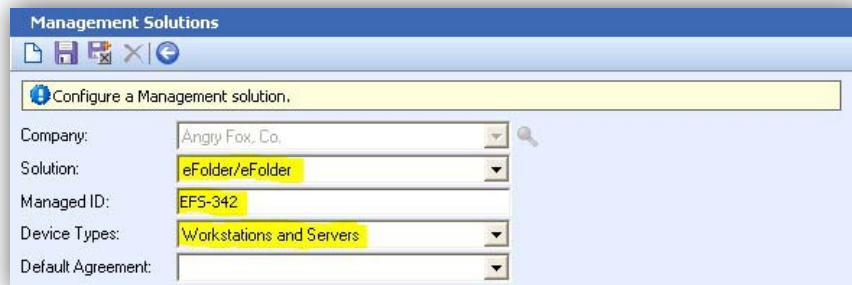 Management Solutions
Configure a Management solution.
Company: Angry Fox, Co.
Solution: eFolder/eFolder
Managed ID: EFS-342
Device Types: Workstations and Servers
Default Agreement: